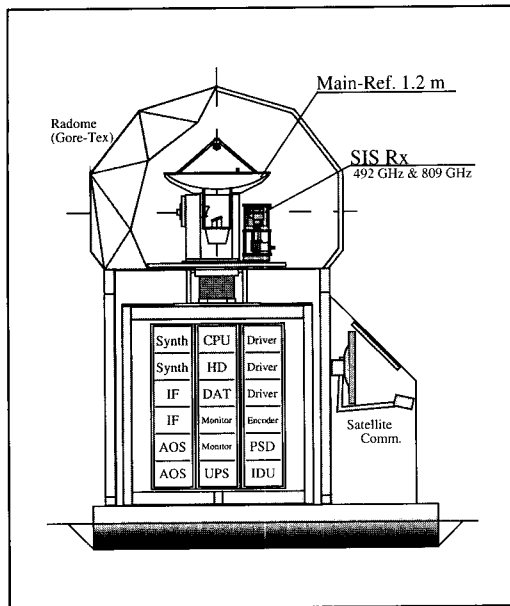 Main-Ref. 1.2 m
Radome
(Gore-Tex)
SIS Rx
492 GHz & 809 GHz
Synth CPU Driver
Synth HD Driver
IF DAT Driver
IF Monitor Encoder
AOS Monitor PSD
AOS UPS IDU
Satellite
Comm.